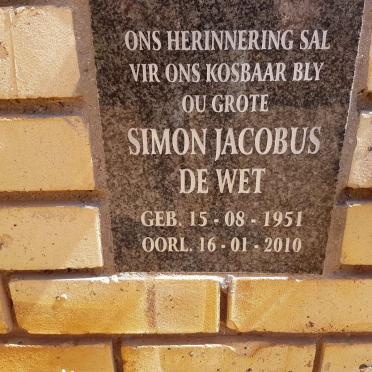 ONS HERINNERING SAL
VIR ONS KOSBAAR BLY
OU GROTE
SIMON JACOBUS
DE WET
GEB. 15 - 08 - 1951
OORL. 16 - 01 - 2010